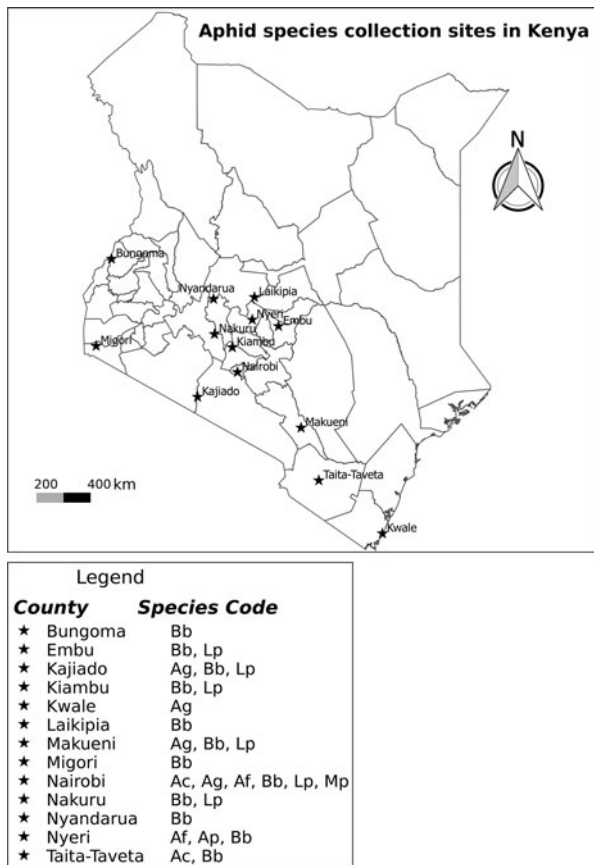 Aphid species collection sites in Kenya
N
Bungoma
Nyandarua
Laikipia
Nyeri
Embu
Nakuru
Kiambu
Migori
Nairobi
Kajiado
Makueni
Taita-Taveta
Kwale
200 400 km
Legend
County Species Code
★ Bungoma Bb
★ Embu Bb, Lp
★ Kajiado Ag, Bb, Lp
★ Kiambu Bb, Lp
★ Kwale Ag
★ Laikipia Bb
★ Makueni Ag, Bb, Lp
★ Migori Bb
★ Nairobi Ac, Ag, Af, Bb, Lp, Mp
★ Nakuru Bb, Lp
★ Nyandarua Bb
★ Nyeri Af, Ap, Bb
★ Taita-Taveta Ac, Bb